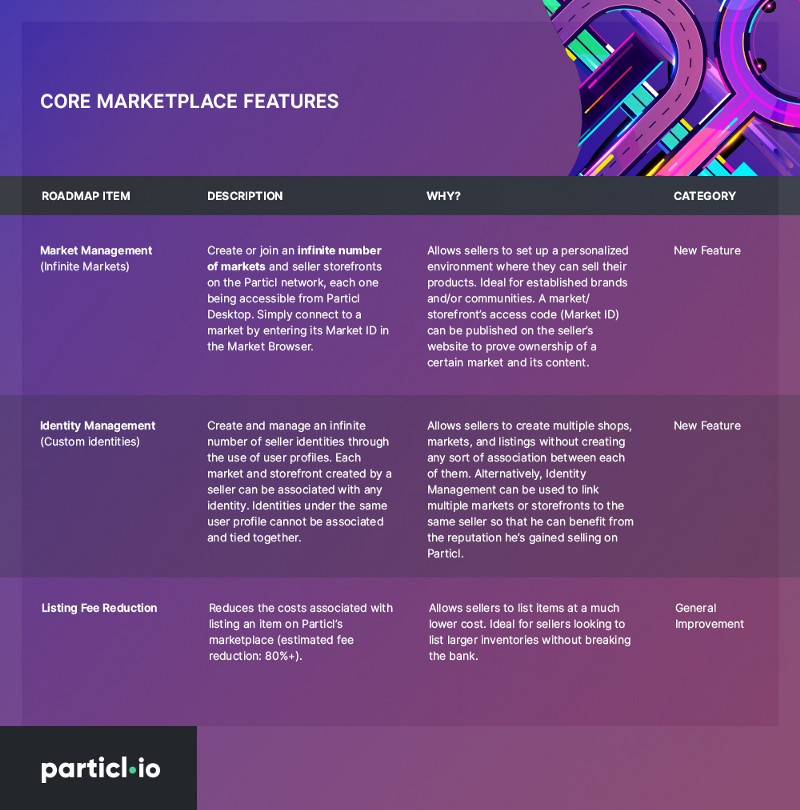 CORE MARKETPLACE FEATURES
ROADMAP ITEM
DESCRIPTION
WHY?
CATEGORY
Market Management
(Infinite Markets)
Create or join an infinite number
of markets and seller storefronts
on the Particl network, each one
being accessible from Particl
Desktop. Simply connect to a
market by entering its Market ID in
the Market Browser.
Allows sellers to set up a personalized
environment where they can sell their
products. Ideal for established brands
and/or communities. A market/
storefront's access code (Market ID)
can be published on the seller's
website to prove ownership of a
certain market and its content.
New Feature
Identity Management
(Custom identities)
Create and manage an infinite
number of seller identities through
the use of user profiles. Each
market and storefront created by a
seller can be associated with any
identity. Identities under the same
user profile cannot be associated
and tied together.
Allows sellers to create multiple shops,
markets, and listings without creating
any sort of association between each
of them. Alternatively, Identity
Management can be used to link
multiple markets or storefronts to the
same seller so that he can benefit from
the reputation he's gained selling on
Particl.
New Feature
Listing Fee Reduction
Reduces the costs associated with
listing an item on Particl's
marketplace (estimated fee
reduction: 80%+).
Allows sellers to list items at a much
lower cost. Ideal for sellers looking to
list larger inventories without breaking
the bank.
General
Improvement
particl•io